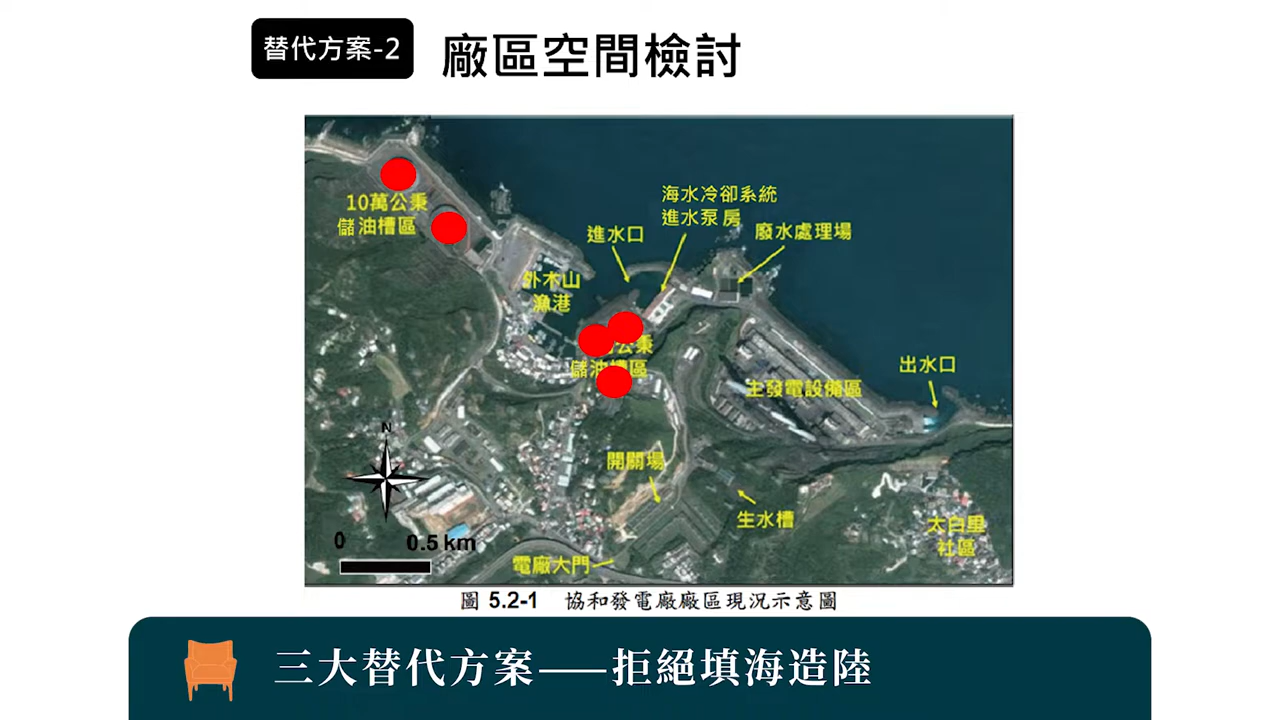 替代方案-2
廠區空間檢討
海水冷卻系統
進水泵房
10萬公秉
儲油槽區
進水口
廢水處理場
外木山
漁港
公秉
儲油槽區
出水口
主發電設備區
N
開關場
生水槽
太白里
社區
0
0.5 km
電廠大門
圖 5.2-1 協和發電廠廠區現況示意圖
三大替代方案——拒絕填海造陸